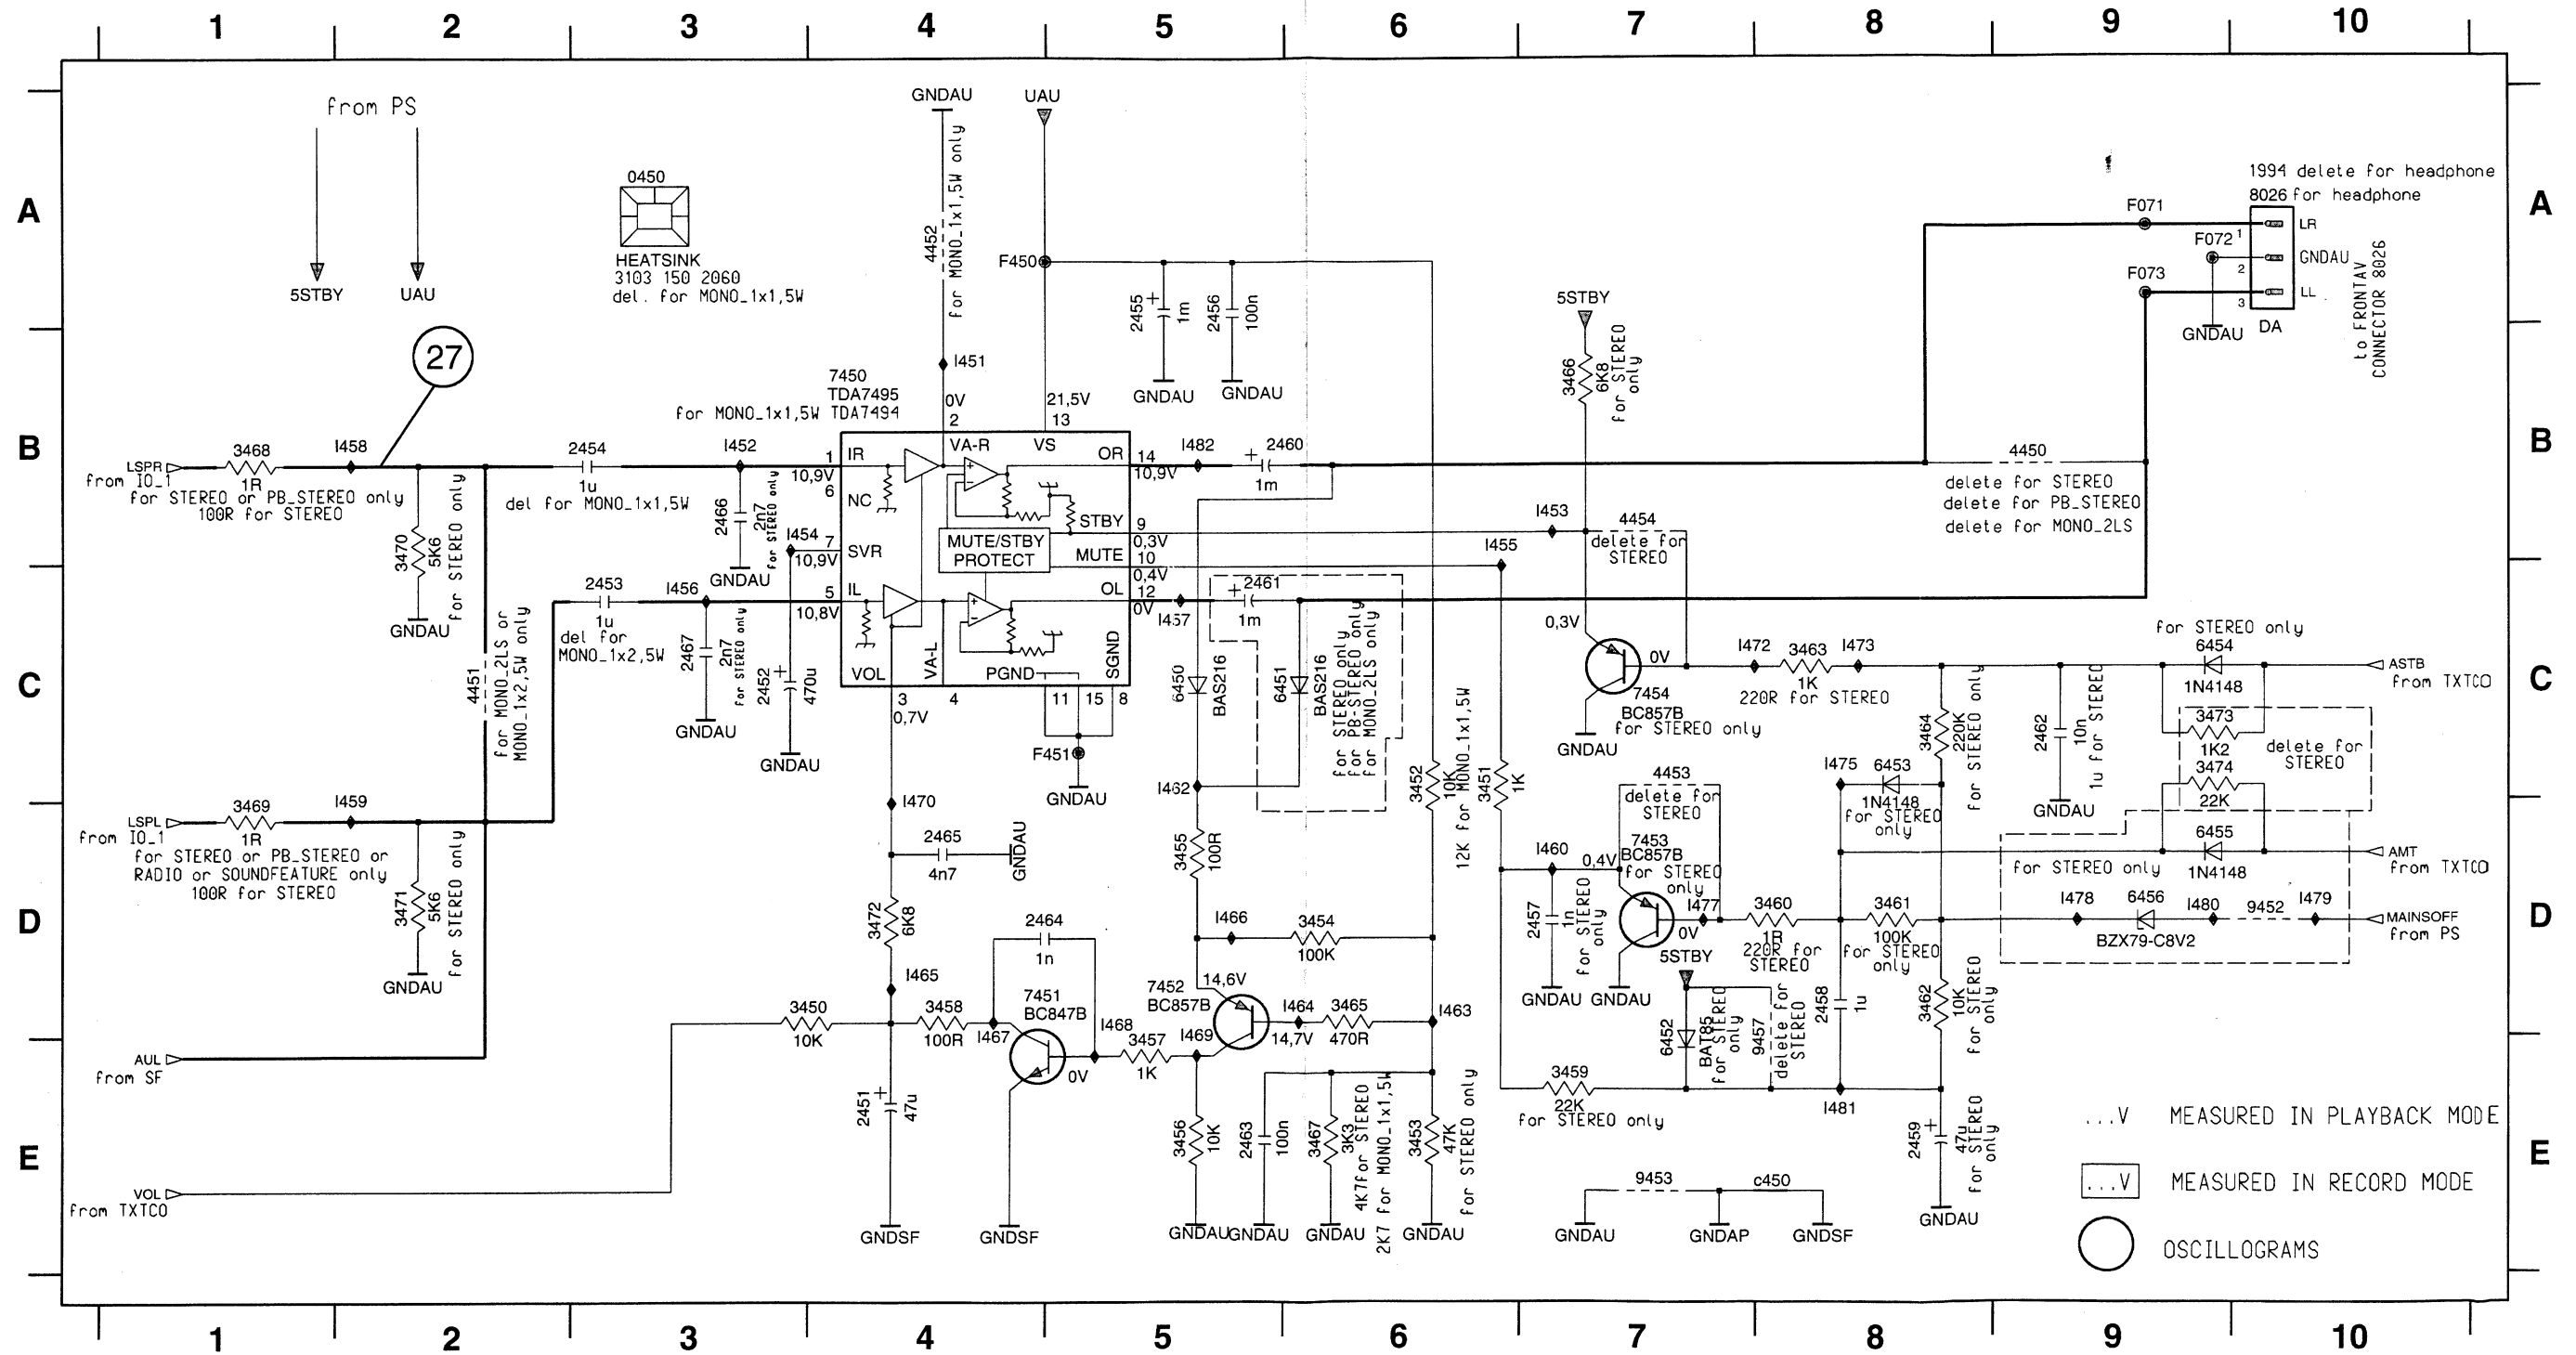 1 2 3 4 5 6 7 8 9 10
A
from PS
5STBY
UAU
0450
HEATSINK
3103 150 2060
del. for MONO_1x1,5W
GNDAU
4452
for MONO_1x1,5W only
UAU
F450
2455
+
1m
GNDAU
2456
100n
GNDAU
5STBY
3466
6K8
for STEREO
only
1994 delete for headphone
8026 for headphone
F071
LR
1
F072
GNDAU
2
F073
LL
3
GNDAU
DA
to FRONTAV
CONNECTOR 8026
A
B
27
LSPR
from IO_1
3468
1R
I458
for STEREO or PB_STEREO only
100R for STEREO
3470
5K6
for STEREO only
GNDAU
2454
1u
del for MONO_1x1,5W
I452
2466
2n7
for STEREO only
GNDAU
7450
TDA7495
for MONO_1x1,5W TDA7494
I451
0V
2
21,5V
13
1
10,9V
6
IR
NC
VA-R
VS
OR
14
10,9V
I482
+
2460
1m
I454
7
10,9V
SVR
MUTE/STBY
PROTECT
STBY
9
0,3V
MUTE
10
0,4V
I453
4454
delete for
STEREO
I455
4450
delete for STEREO
delete for PB_STEREO
delete for MONO_2LS
B
C
4451
for MONO_2LS or
MONO_1x2,5W only
2453
1u
del for
MONO_1x2,5W
I456
2467
2n7
for STEREO only
GNDAU
2452
+
470u
GNDAU
5
10,8V
IL
OL
12
0V
I457
VOL
VA-L
PGND
SGND
3
0,7V
4
11
15
8
F451
GNDAU
+
2461
1m
6450
BAS216
6451
BAS216
for STEREO only
for PB-STEREO only
for MONO_2LS only
I462
3452
10K
12K for MONO_1x1,5W
3451
1K
0,3V
0V
7454
BC857B
for STEREO only
GNDAU
I472
3463
1K
I473
220R for STEREO
3464
220K
for STEREO only
2462
10n
1u for STEREO
GNDAU
for STEREO only
6454
1N4148
3473
1K2
delete for
STEREO
3474
22K
ASTB
from TXTCO
C
D
LSPL
from IO_1
3469
1R
I459
for STEREO or PB_STEREO or
RADIO or SOUNDFEATURE only
100R for STEREO
3471
5K6
for STEREO only
GNDAU
I470
2465
4n7
GNDAU
3472
6K8
I465
3450
10K
3458
100R
I467
2464
1n
7451
BC847B
0V
I468
3457
1K
I469
3455
100R
I466
3454
100K
7452
BC857B
14,6V
I464
14,7V
3465
470R
I463
I460
0,4V
2457
1n
for STEREO
only
GNDAU
4453
delete for
STEREO
7453
BC857B
for STEREO
only
I477
0V
GNDAU
3460
1R
220R for
STEREO
I475
6453
1N4148
for STEREO
only
3461
100K
for STEREO
only
for STEREO only
6455
1N4148
AMT
from TXTCO
I478
6456
BZX79-C8V2
I480
9452
I479
MAINSOFF
from PS
5STBY
6452
BAT85
for STEREO
only
9457
delete for
STEREO
2458
1u
3462
10K
for STEREO
only
D
E
AUL
from SF
VOL
from TXTCO
2451
+
47u
GNDSF
GNDSF
3456
10K
GNDAU
2463
100n
GNDAU
3467
3K3
4K7for STEREO
2K7 for MONO_1x1,5W
GNDAU
3453
47K
for STEREO only
GNDAU
3459
22K
for STEREO only
I481
2459
+
47u
for STEREO
only
GNDAU
9453
c450
GNDAU
GNDAP
GNDSF
...V MEASURED IN PLAYBACK MODE
...V MEASURED IN RECORD MODE
OSCILLOGRAMS
E
1 2 3 4 5 6 7 8 9 10